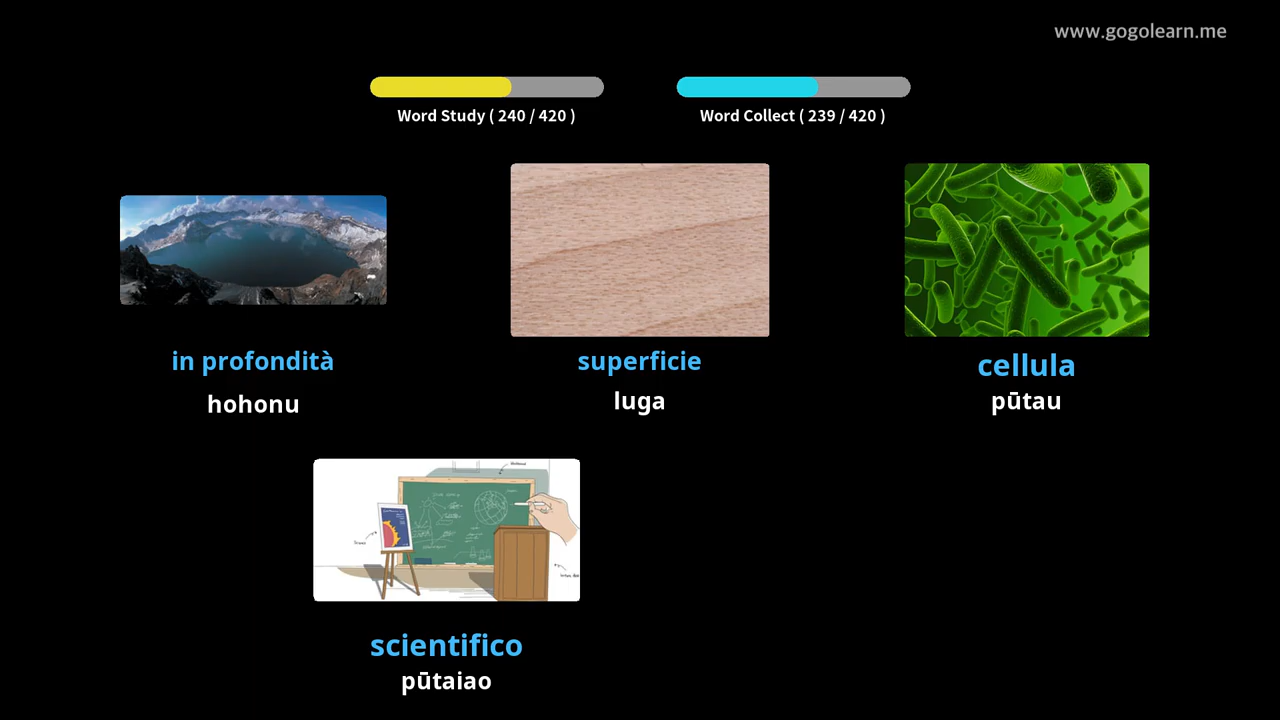 www.gogolearn.me
Word Study ( 240 / 420 )
Word Collect ( 239 / 420 )
in profondità
hohonu
superficie
luga
cellula
pūtau
scientifico
pūtaiao